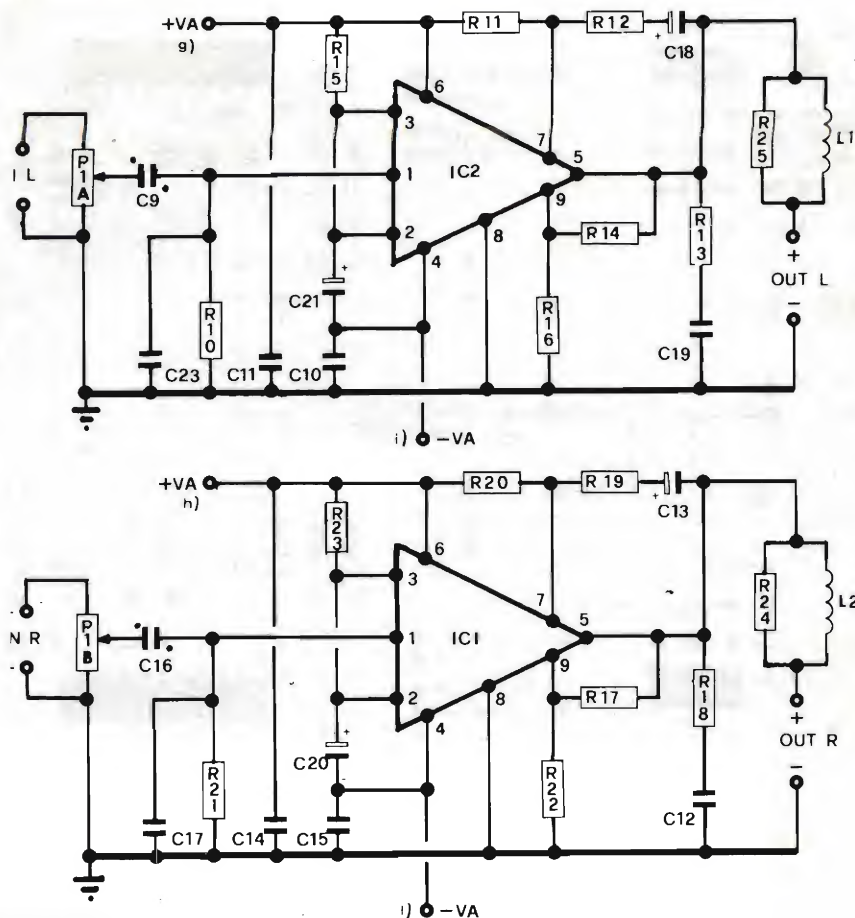 +VA
g)
R11
R12
+
C18
R15
6
3
7
5
R25
L1
I L
P1A
C9
1
IC2
9
2
8
R14
4
R13
+
OUT L
-
+
C21
R10
R16
C19
C23
C11
C10
i) -VA
+VA
h)
R20
R19
+
C13
R23
6
3
7
5
R24
L2
N R
P1B
C16
1
IC1
9
2
8
R17
4
R18
+
OUT R
-
+
C20
R21
R22
C12
C17
C14
C15
-VA